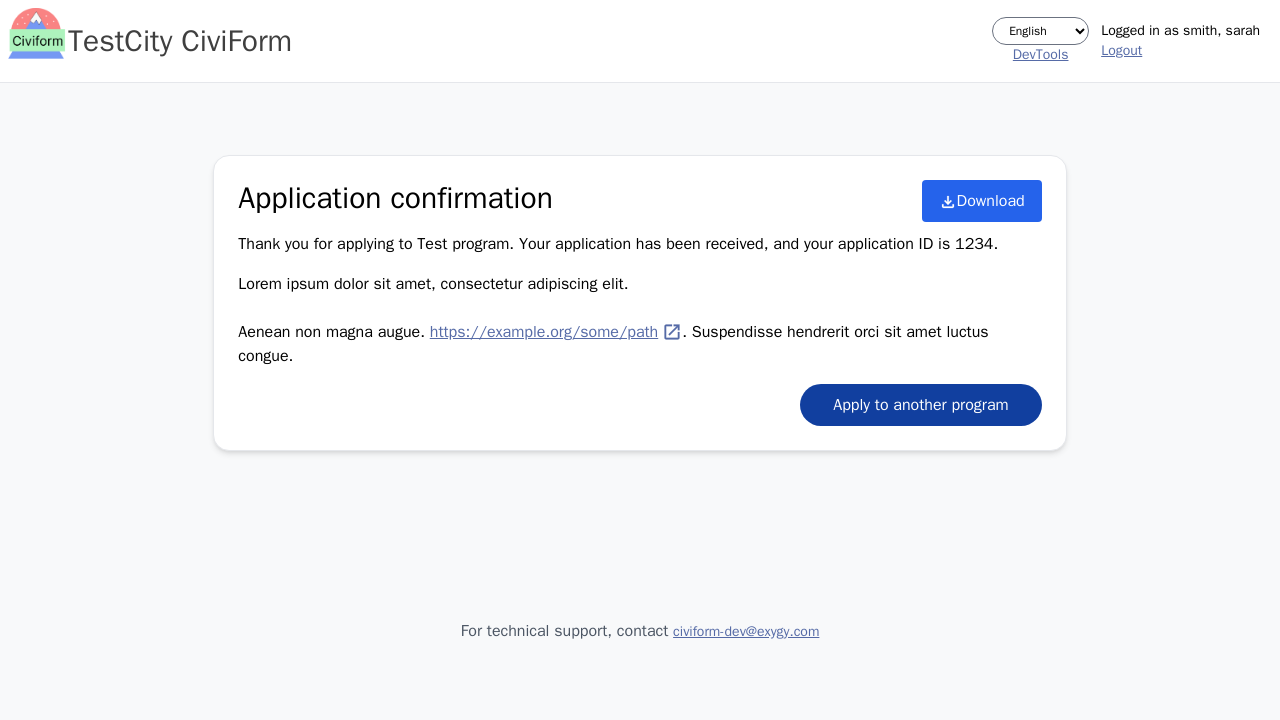 Civiform
TestCity CiviForm
English
DevTools
Logged in as smith, sarah
Logout
Application confirmation
Download
Thank you for applying to Test program. Your application has been received, and your application ID is 1234.
Lorem ipsum dolor sit amet, consectetur adipiscing elit.
Aenean non magna augue. https://example.org/some/path . Suspendisse hendrerit orci sit amet luctus
congue.
Apply to another program
For technical support, contact civiform-dev@exygy.com